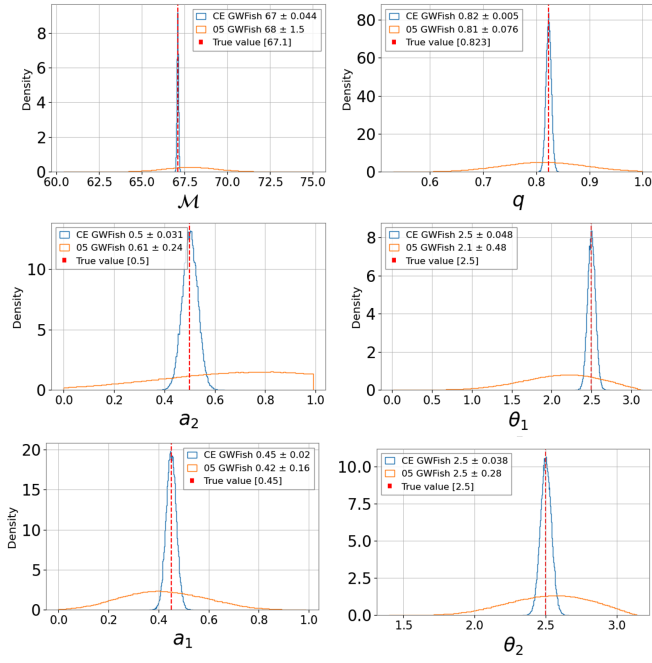 CE GWFish 67 ± 0.044
05 GWFish 68 ± 1.5
True value [67.1]
Density
8
6
4
2
0
60.0 62.5 65.0 67.5 70.0 72.5 75.0
ℳ
CE GWFish 0.82 ± 0.005
05 GWFish 0.81 ± 0.076
True value [0.823]
Density
80
60
40
20
0
0.6 0.7 0.8 0.9 1.0
q
CE GWFish 0.5 ± 0.031
05 GWFish 0.61 ± 0.24
True value [0.5]
Density
10
5
0
0.0 0.2 0.4 0.6 0.8 1.0
a₂
CE GWFish 2.5 ± 0.048
05 GWFish 2.1 ± 0.48
True value [2.5]
Density
8
6
4
2
0
0.0 0.5 1.0 1.5 2.0 2.5 3.0
θ₁
CE GWFish 0.45 ± 0.02
05 GWFish 0.42 ± 0.16
True value [0.45]
Density
20
15
10
5
0
0.0 0.2 0.4 0.6 0.8 1.0
a₁
CE GWFish 2.5 ± 0.038
05 GWFish 2.5 ± 0.28
True value [2.5]
10.0
7.5
5.0
2.5
0.0
1.5 2.0 2.5 3.0
θ₂